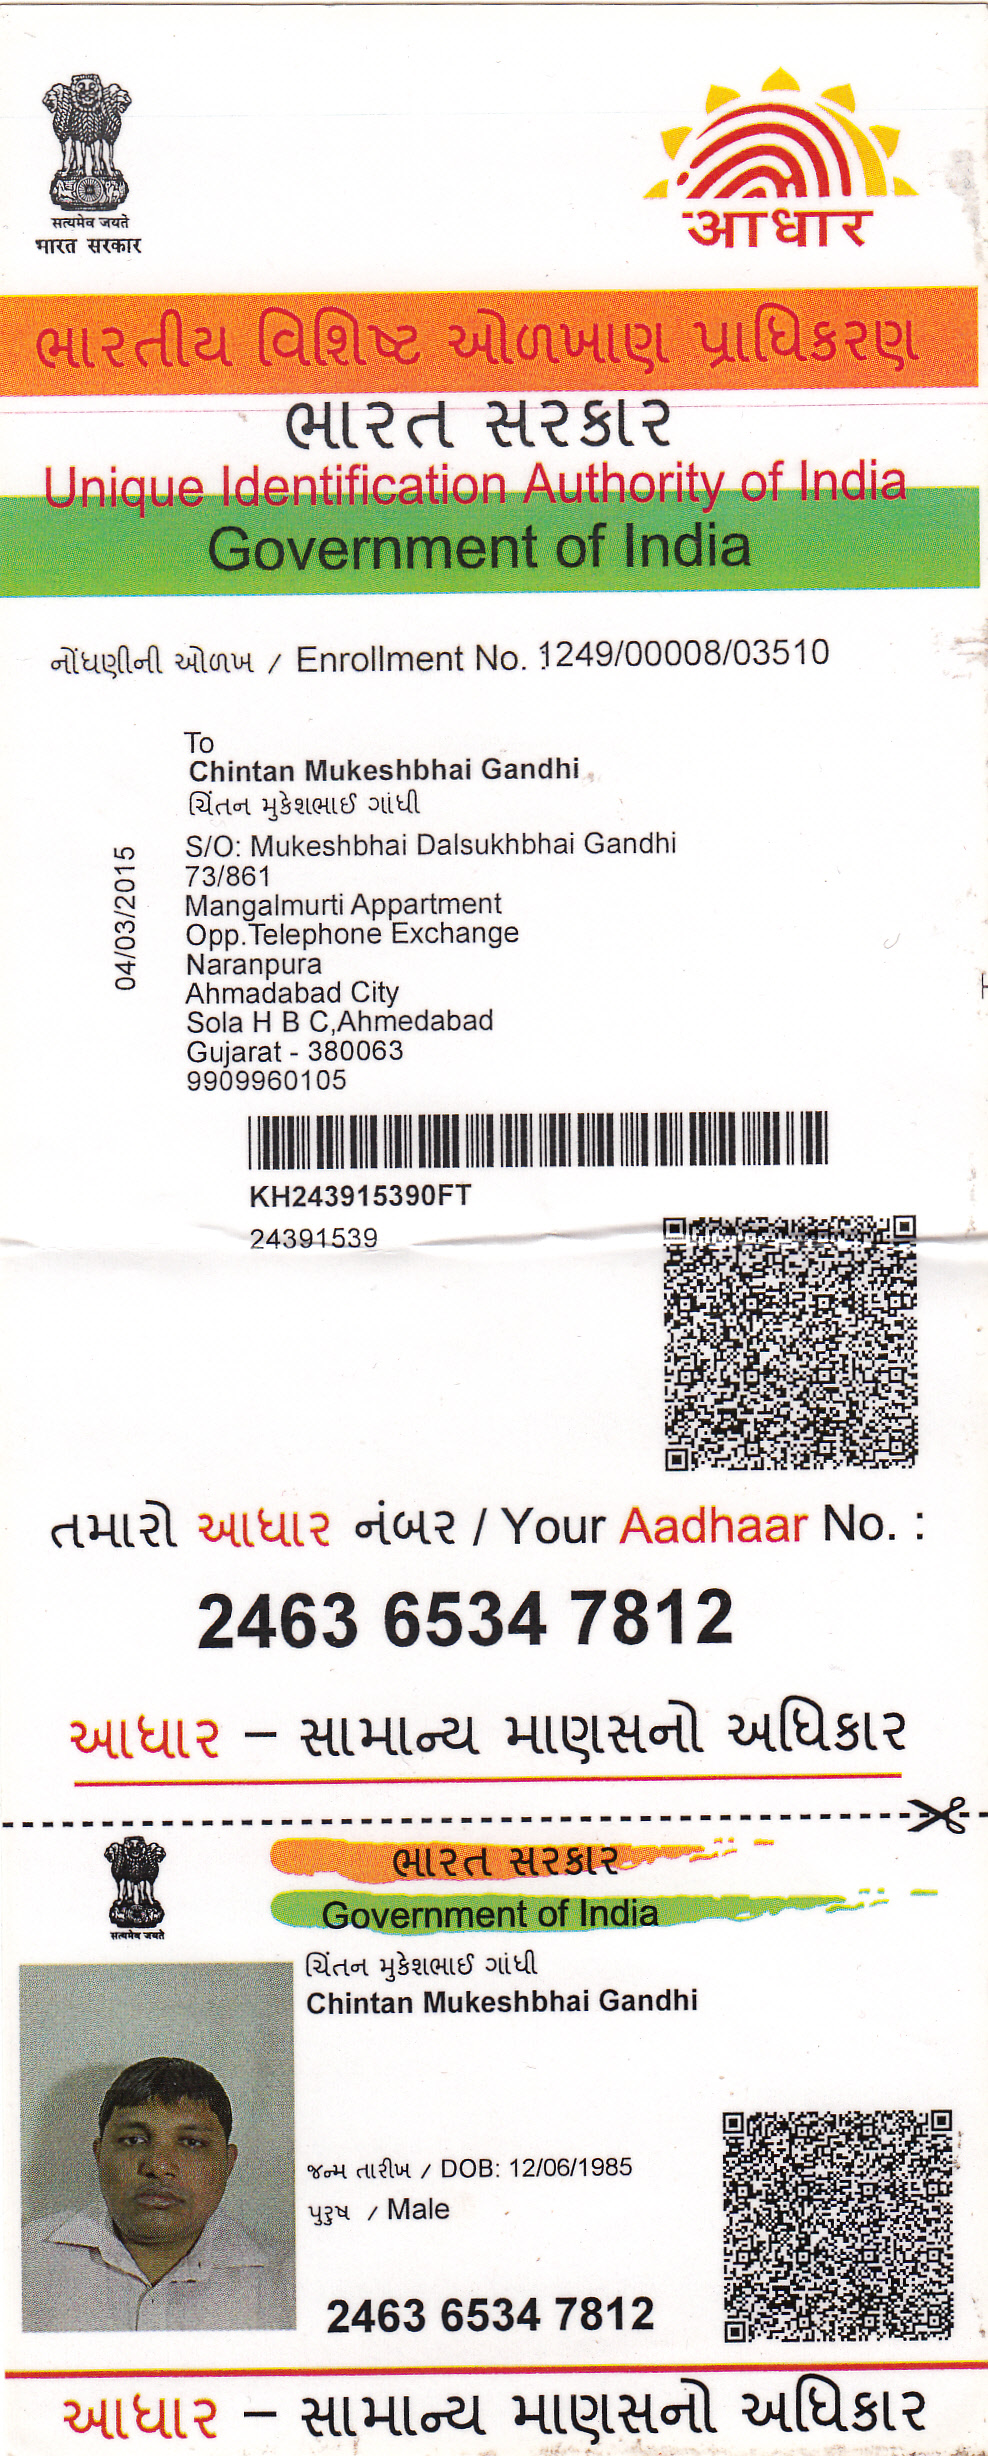 सत्यमेव जयते
भारत सरकार
आधार
ભારતીય વિશિષ્ટ ઓળખાણ પ્રાધિકરણ
ભારત સરકાર
Unique Identification Authority of India
Government of India
નોંધણીની ઓળખ / Enrollment No. 1249/00008/03510
04/03/2015
To
Chintan Mukeshbhai Gandhi
ચિંતન મુકેશભાઈ ગાંધી
S/O: Mukeshbhai Dalsukhbhai Gandhi
73/861
Mangalmurti Appartment
Opp.Telephone Exchange
Naranpura
Ahmadabad City
Sola H B C,Ahmedabad
Gujarat - 380063
9909960105
KH243915390FT
24391539
તમારો આધાર નંબર / Your Aadhaar No. :
2463 6534 7812
આધાર – સામાન્ય માણસનો અધિકાર
सत्यमेव जयते
ભારત સરકાર
Government of India
ચિંતન મુકેશભાઈ ગાંધી
Chintan Mukeshbhai Gandhi
જન્મ તારીખ / DOB: 12/06/1985
પુરુષ / Male
2463 6534 7812
આધાર – સામાન્ય માણસનો અધિકાર